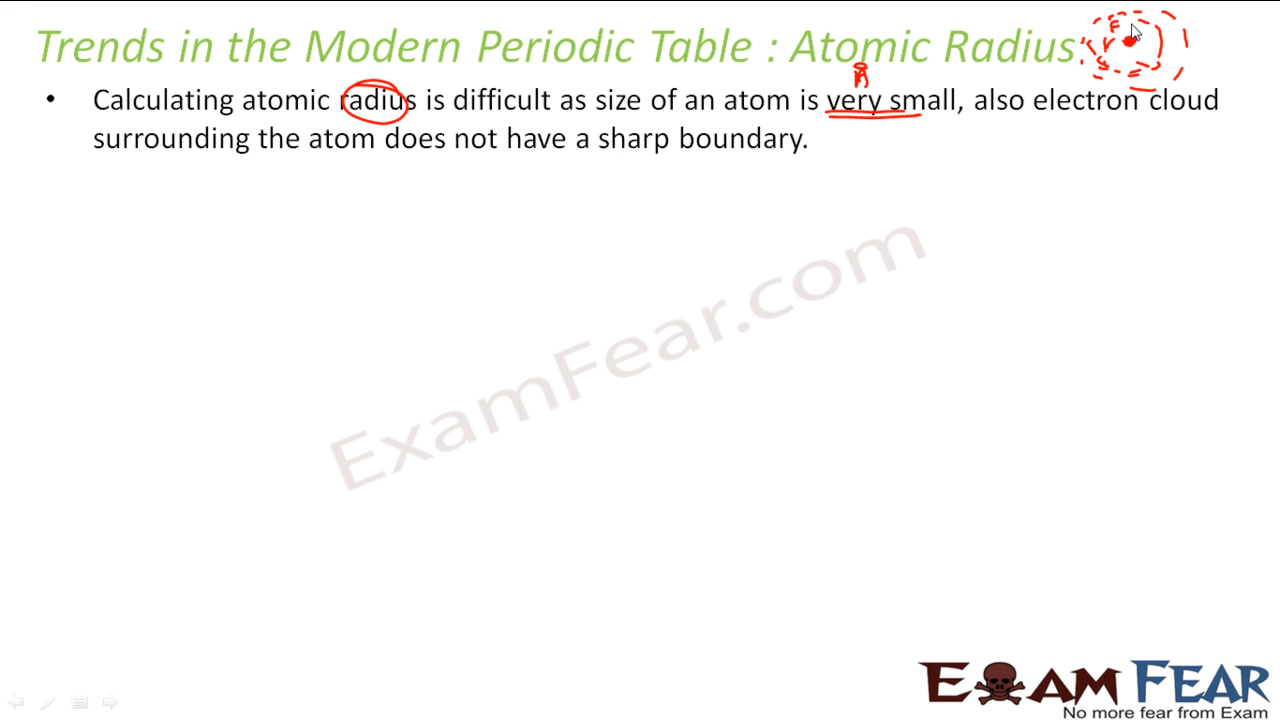 Trends in the Modern Periodic Table : Atomic Radius
Å
• Calculating atomic radius is difficult as size of an atom is very small, also electron cloud
surrounding the atom does not have a sharp boundary.
ExamFear.com
EXAM FEAR
No more fear from Exam